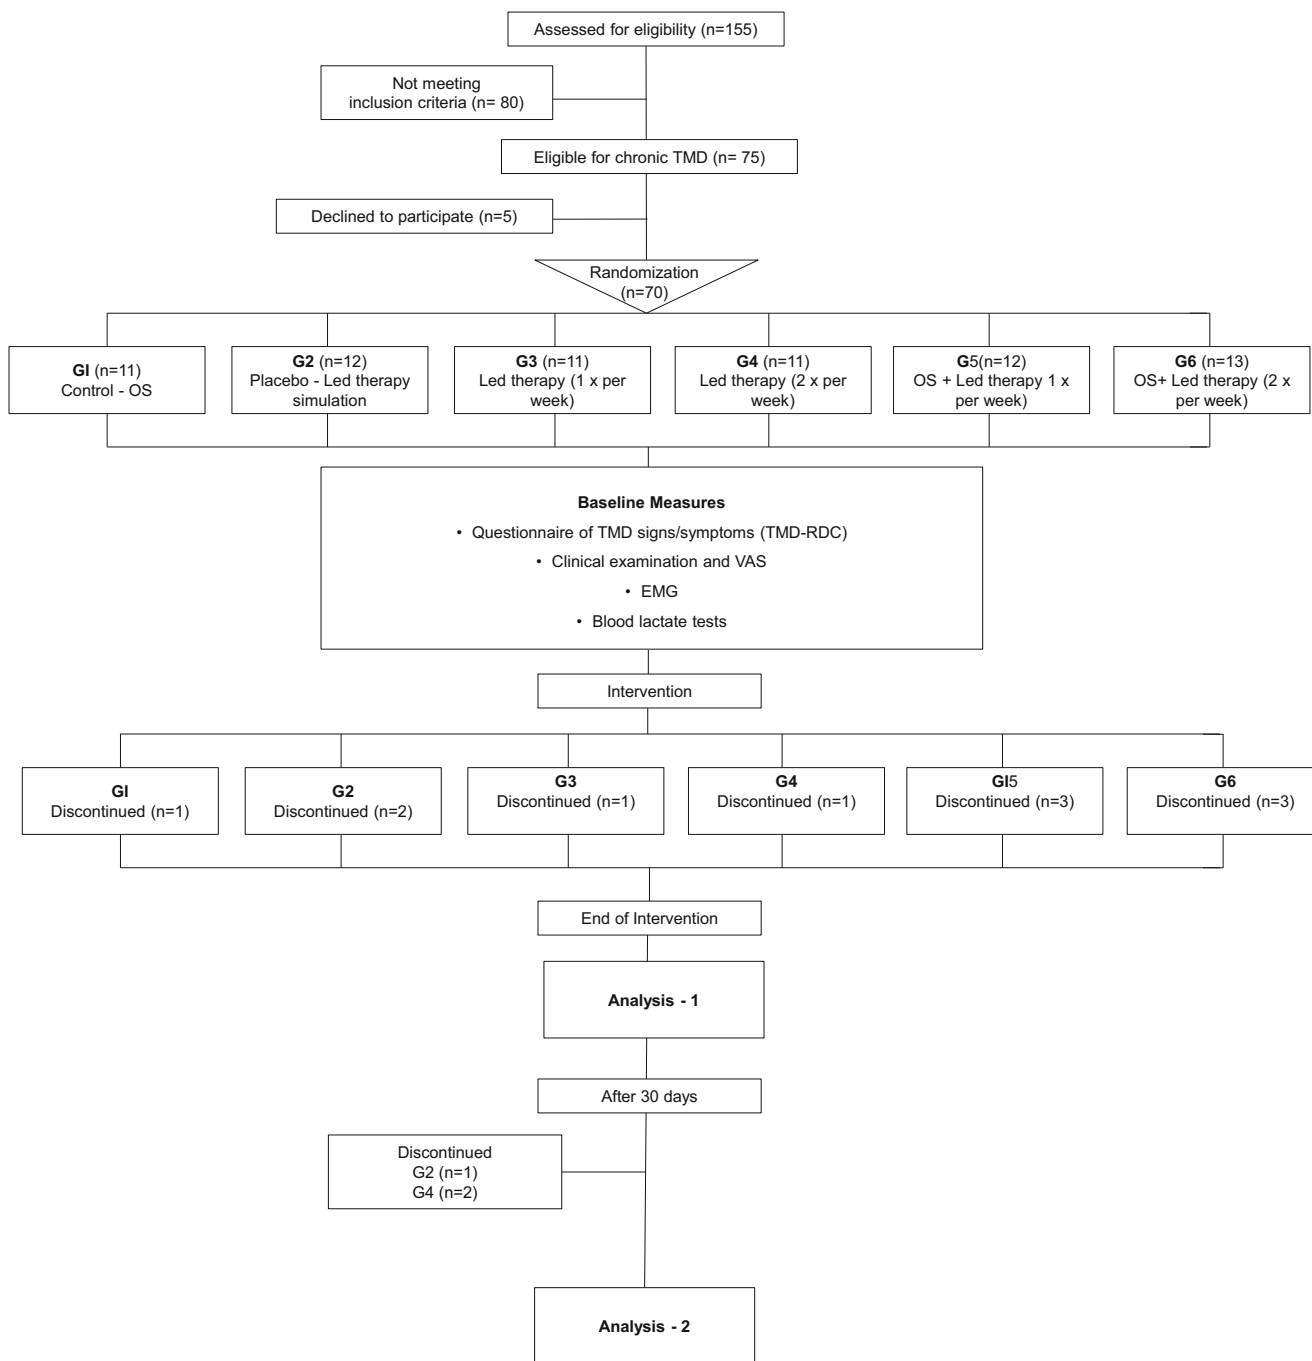 Assessed for eligibility (n=155)
Not meeting
inclusion criteria (n= 80)
Eligible for chronic TMD (n= 75)
Declined to participate (n=5)
Randomization
(n=70)
GI (n=11)
Control - OS
G2 (n=12)
Placebo - Led therapy
simulation
G3 (n=11)
Led therapy (1 x per
week)
G4 (n=11)
Led therapy (2 x per
week)
G5(n=12)
OS + Led therapy 1 x
per week)
G6 (n=13)
OS+ Led therapy (2 x
per week)
Baseline Measures
• Questionnaire of TMD signs/symptoms (TMD-RDC)
• Clinical examination and VAS
• EMG
• Blood lactate tests
Intervention
GI
Discontinued (n=1)
G2
Discontinued (n=2)
G3
Discontinued (n=1)
G4
Discontinued (n=1)
GI5
Discontinued (n=3)
G6
Discontinued (n=3)
End of Intervention
Analysis - 1
After 30 days
Discontinued
G2 (n=1)
G4 (n=2)
Analysis - 2